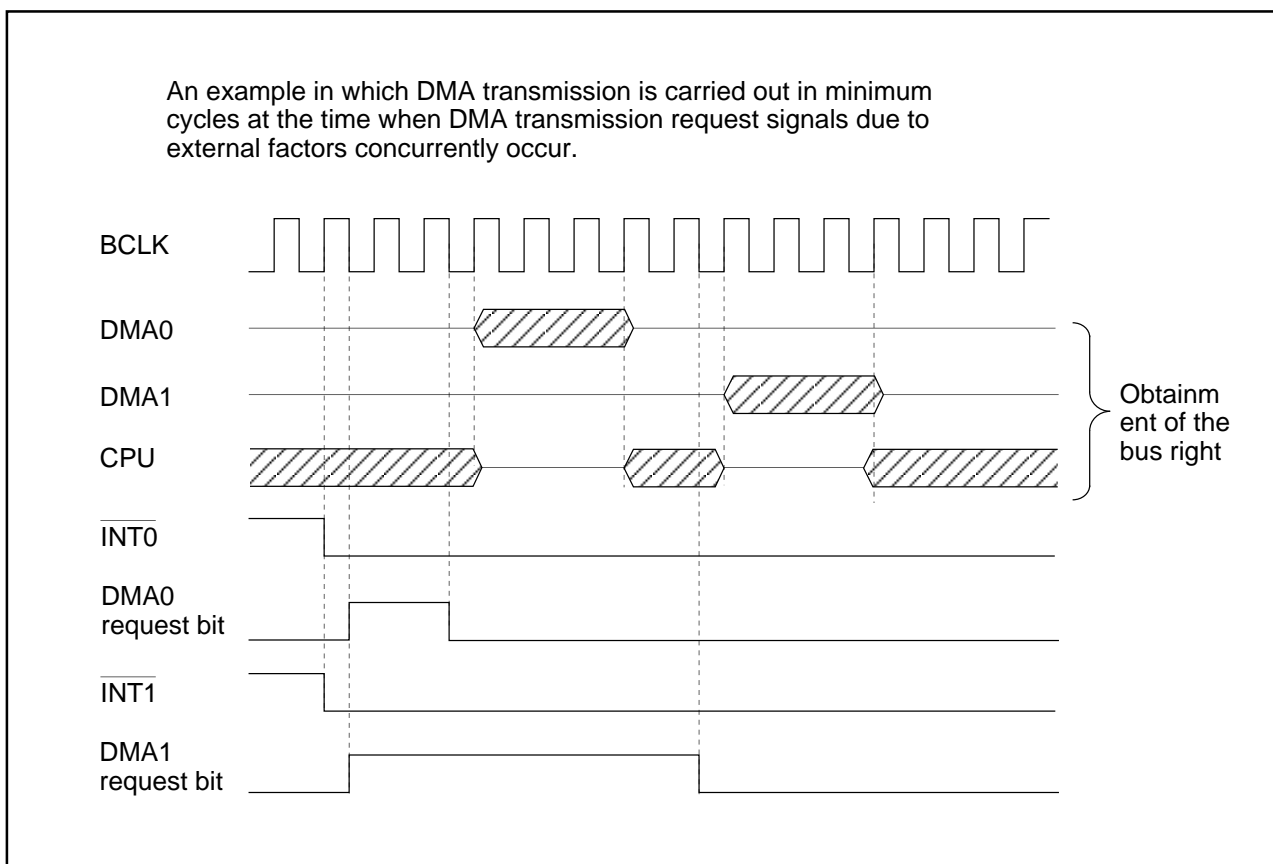 An example in which DMA transmission is carried out in minimum
cycles at the time when DMA transmission request signals due to
external factors concurrently occur.
BCLK
DMA0
DMA1
CPU
Obtainm
ent of the
bus right
INT0
DMA0
request bit
INT1
DMA1
request bit